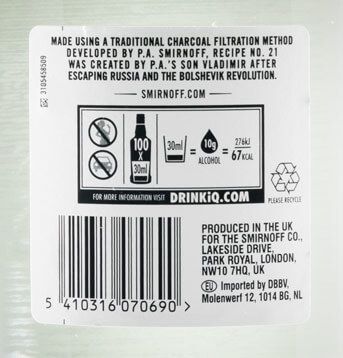 MADE USING A TRADITIONAL CHARCOAL FILTRATION METHOD
DEVELOPED BY P.A. SMIRNOFF, RECIPE NO. 21
WAS CREATED BY P.A.'S SON VLADIMIR AFTER
ESCAPING RUSSIA AND THE BOLSHEVIK REVOLUTION.
SMIRNOFF.COM
3105458509
100
X
30ml
30ml
=
10g
ALCOHOL
=
276kJ
67KCAL
FOR MORE INFORMATION VISIT DRINKiQ.COM
PLEASE RECYCLE
PRODUCED IN THE UK
FOR THE SMIRNOFF CO.,
LAKESIDE DRIVE,
PARK ROYAL, LONDON,
NW10 7HQ, UK
EU Imported by DBBV,
Molenwerf 12, 1014 BG, NL
5 410316 070690 >